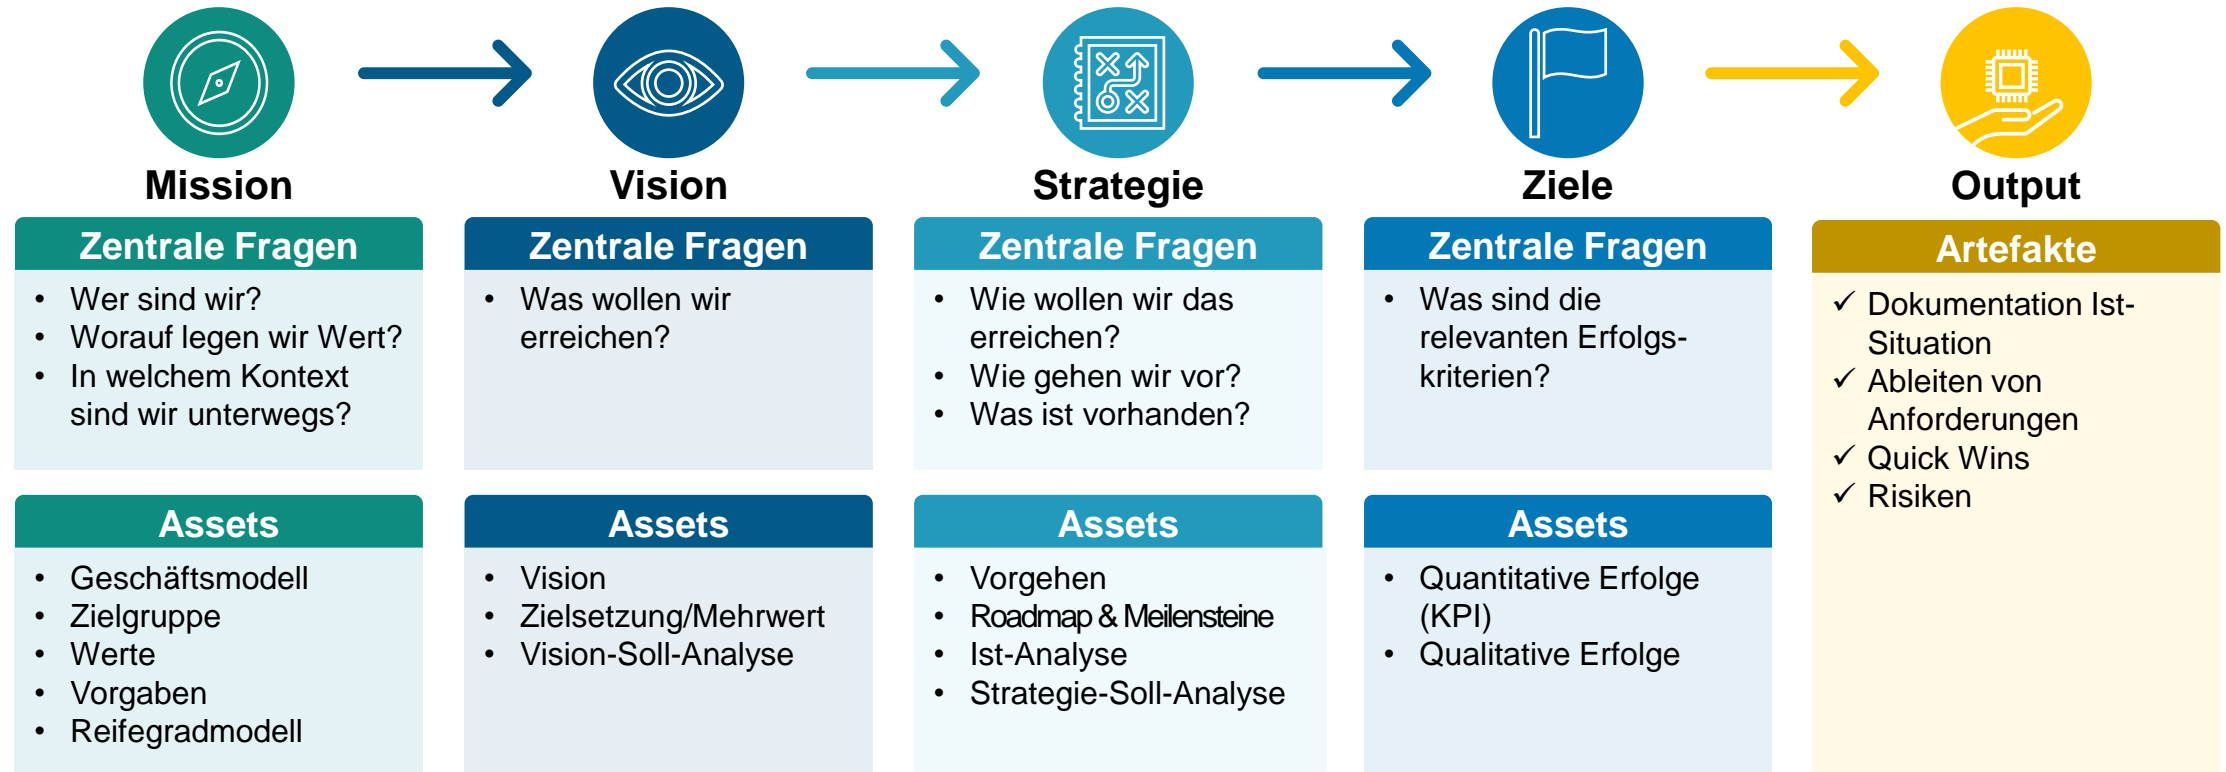 Mission
Vision
Strategie
Ziele
Output
Zentrale Fragen
• Wer sind wir?
• Worauf legen wir Wert?
• In welchem Kontext
sind wir unterwegs?
Assets
• Geschäftsmodell
• Zielgruppe
• Werte
• Vorgaben
• Reifegradmodell
Zentrale Fragen
• Was wollen wir
erreichen?
Assets
• Vision
• Zielsetzung/Mehrwert
• Vision-Soll-Analyse
Zentrale Fragen
• Wie wollen wir das
erreichen?
• Wie gehen wir vor?
• Was ist vorhanden?
Assets
• Vorgehen
• Roadmap & Meilensteine
• Ist-Analyse
• Strategie-Soll-Analyse
Zentrale Fragen
• Was sind die
relevanten Erfolgs-
kriterien?
Assets
• Quantitative Erfolge
(KPI)
• Qualitative Erfolge
Artefakte
✓ Dokumentation Ist-
Situation
✓ Ableiten von
Anforderungen
✓ Quick Wins
✓ Risiken